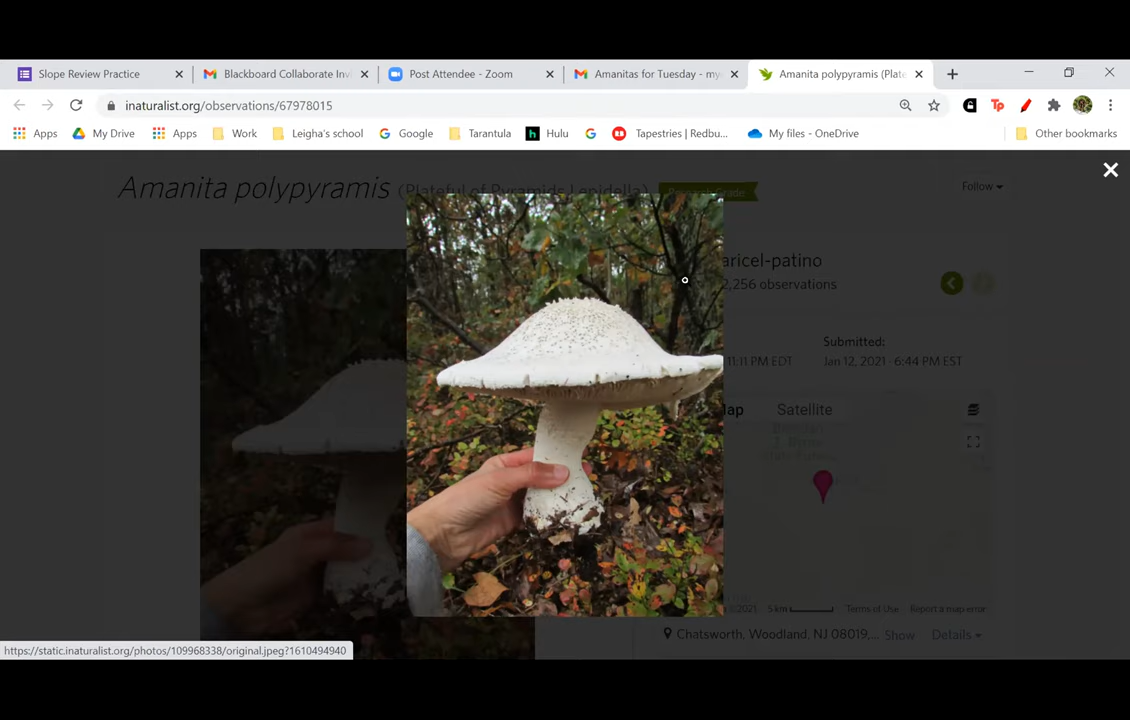 Slope Review Practice
Blackboard Collaborate Inv
Post Attendee - Zoom
Amanitas for Tuesday - my
Amanita polypyramis (Plate
inaturalist.org/observations/67978015
Apps
My Drive
Apps
Work
Leigha's school
Google
Tarantula
Hulu
Tapestries | Redbu...
My files - OneDrive
Other bookmarks
Amanita polypyramis (Plateful of Pyramids Lepidella)
Research Grade
Follow
aricel-patino
2,256 observations
Submitted:
11:11 PM EDT
Jan 12, 2021 - 6:44 PM EST
ap
Satellite
5 km
Terms of Use
Report a map error
Chatsworth, Woodland, NJ 08019,...
Show
Details
https://static.inaturalist.org/photos/109968338/original.jpeg?1610494940